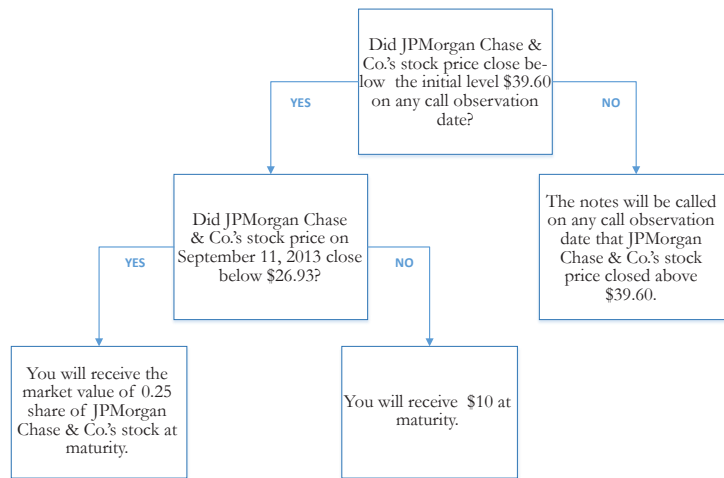 Did JPMorgan Chase &
Co.'s stock price close be-
low the initial level $39.60
on any call observation
date?
YES
NO
Did JPMorgan Chase
& Co.'s stock price on
September 11, 2013 close
below $26.93?
The notes will be called
on any call observation
date that JPMorgan
Chase & Co.'s stock
price closed above
$39.60.
YES
NO
You will receive the
market value of 0.25
share of JPMorgan
Chase & Co.'s stock at
maturity.
You will receive $10 at
maturity.